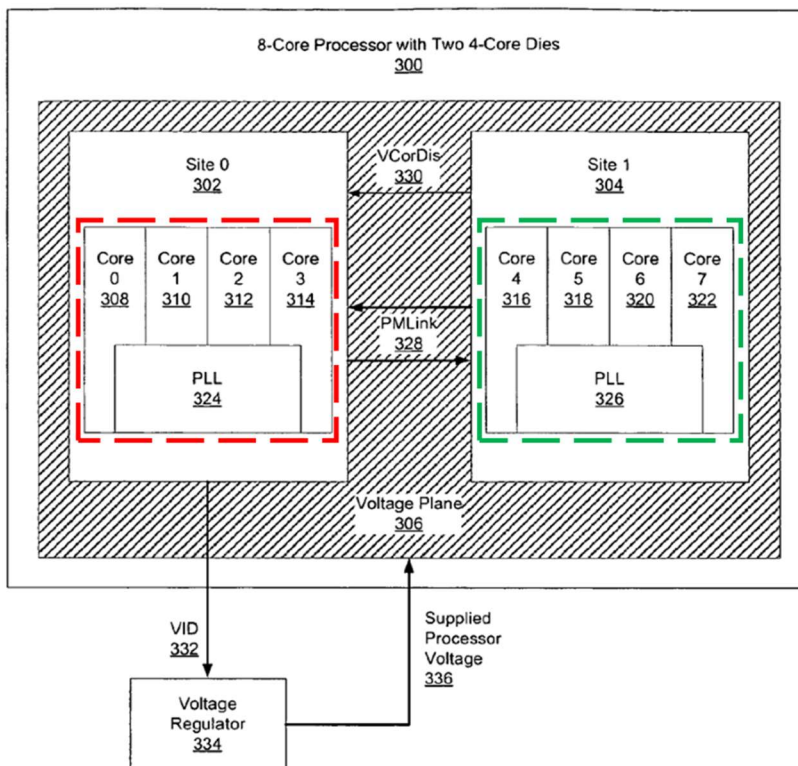 8-Core Processor with Two 4-Core Dies
300
Site 0
302
VCorDis
330
Site 1
304
Core
0
308
Core
1
310
Core
2
312
Core
3
314
PLL
324
PMLink
328
Core
4
316
Core
5
318
Core
6
320
Core
7
322
PLL
326
Voltage Plane
306
VID
332
Supplied
Processor
Voltage
336
Voltage
Regulator
334